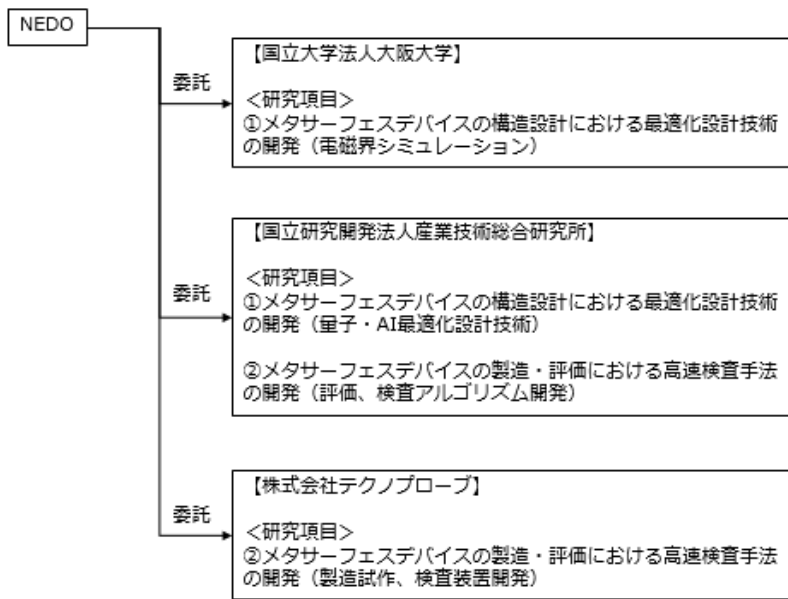 NEDO
委託
【国立大学法人大阪大学】
<研究項目>
①メタサーフェスデバイスの構造設計における最適化設計技術
の開発（電磁界シミュレーション）
委託
【国立研究開発法人産業技術総合研究所】
<研究項目>
①メタサーフェスデバイスの構造設計における最適化設計技術
の開発（量子・AI最適化設計技術）
②メタサーフェスデバイスの製造・評価における高速検査手法
の開発（評価、検査アルゴリズム開発）
委託
【株式会社テクノプローブ】
<研究項目>
②メタサーフェスデバイスの製造・評価における高速検査手法
の開発（製造試作、検査装置開発）